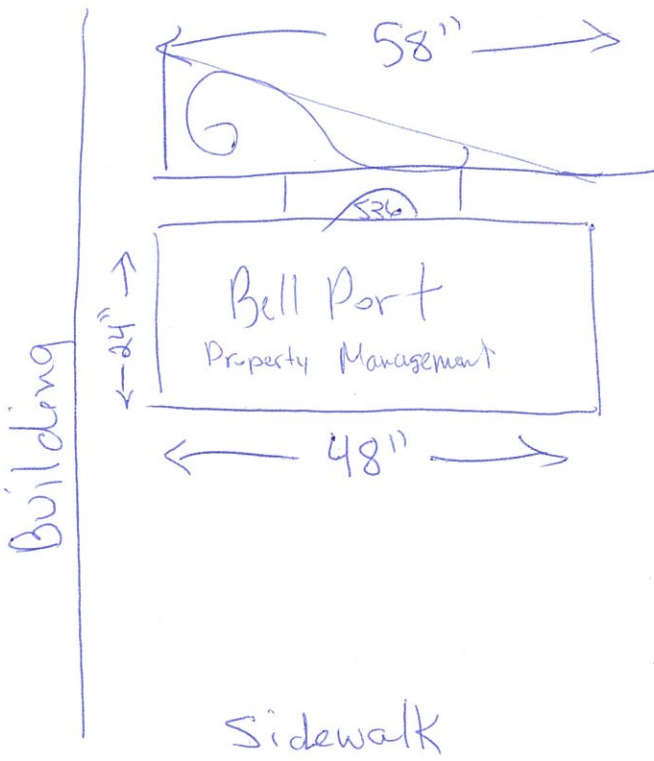 58"
536
Bell Port
Property Management
24"
48"
Building
Sidewalk